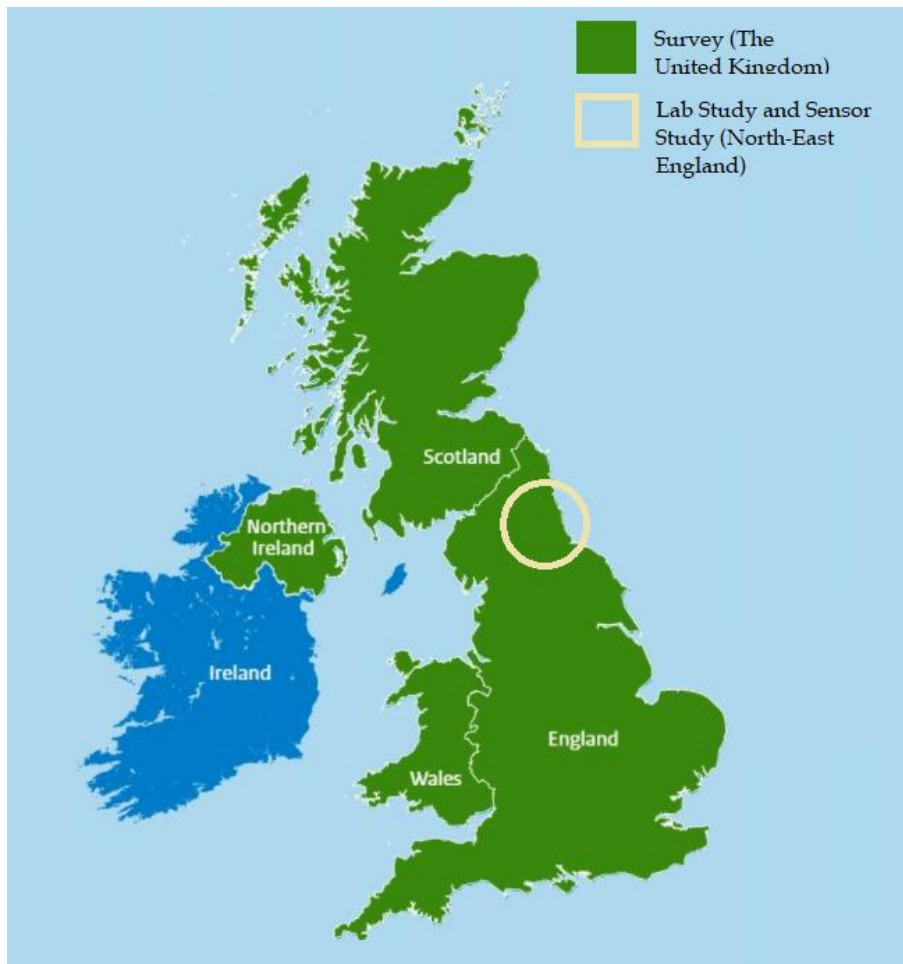 Survey (The
United Kingdom)
Lab Study and Sensor
Study (North-East
England)
Scotland
Northern
Ireland
Ireland
England
Wales